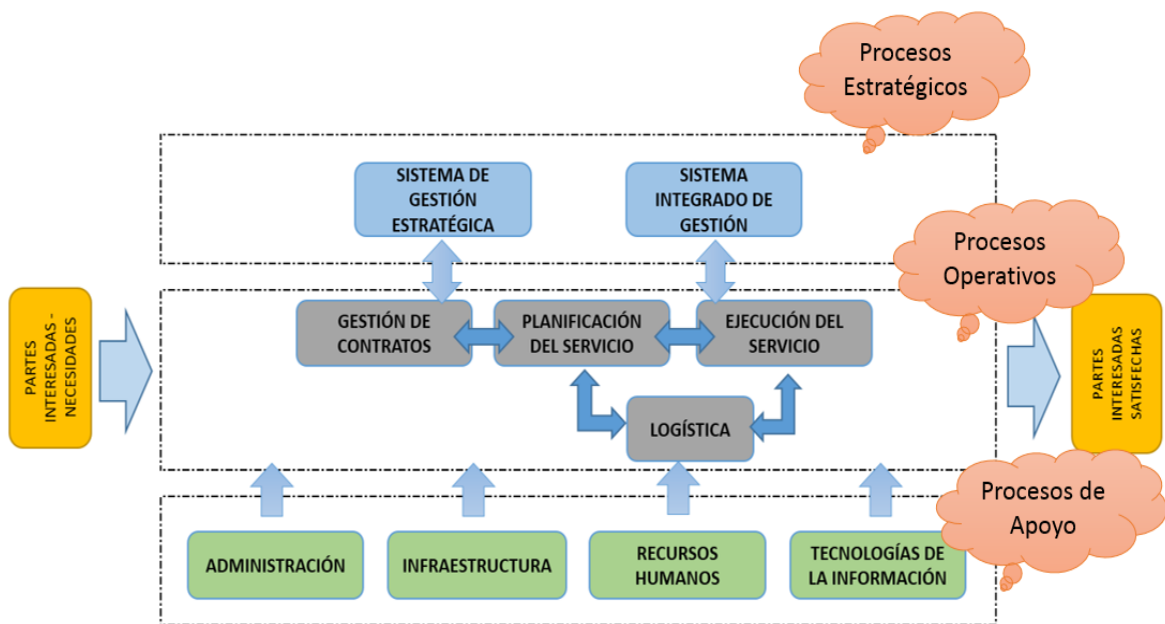 Procesos
Estratégicos
SISTEMA DE
GESTIÓN
ESTRATÉGICA
SISTEMA
INTEGRADO DE
GESTIÓN
Procesos
Operativos
PARTES
INTERESADAS -
NECESIDADES
GESTIÓN DE
CONTRATOS
PLANIFICACIÓN
DEL SERVICIO
EJECUCIÓN DEL
SERVICIO
LOGÍSTICA
PARTES
INTERESADAS
SATISFECHAS
Procesos de
Apoyo
ADMINISTRACIÓN
INFRAESTRUCTURA
RECURSOS
HUMANOS
TECNOLOGÍAS DE
LA INFORMACIÓN